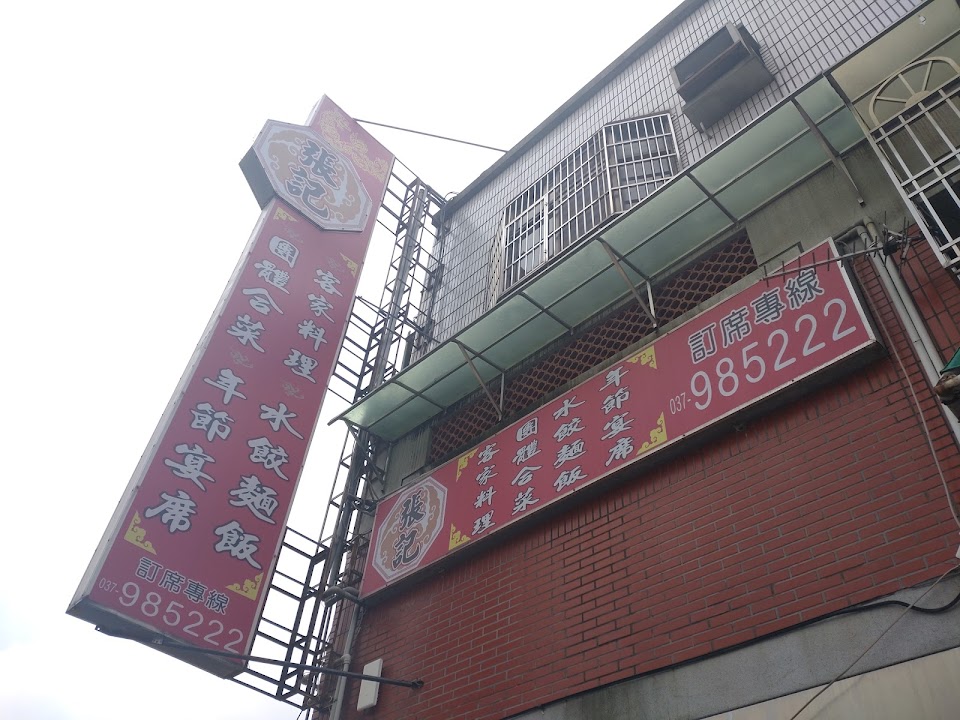 張記
客家料理 水餃麵飯
團體合菜 年節宴席
訂席專線
037-985222
張記
客家料理
團體合菜
水餃麵飯
年節宴席
訂席專線
037-985222